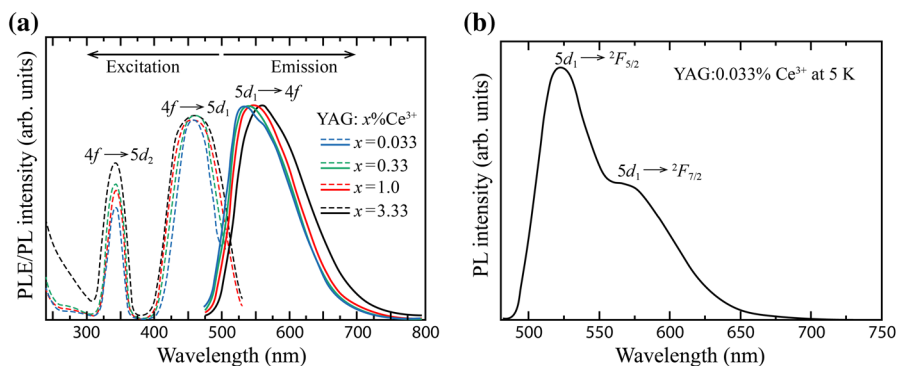 (a)
Excitation
Emission
4f → 5d₂
4f → 5d₁
5d₁ → 4f
YAG: x%Ce³⁺
x=0.033
x=0.33
x=1.0
x=3.33
PLE/PL intensity (arb. units)
300 400 500 600 700 800
Wavelength (nm)
(b)
5d₁ → ²F₅/₂
YAG:0.033% Ce³⁺ at 5 K
5d₁ → ²F₇/₂
PL intensity (arb. units)
500 550 600 650 700 750
Wavelength (nm)